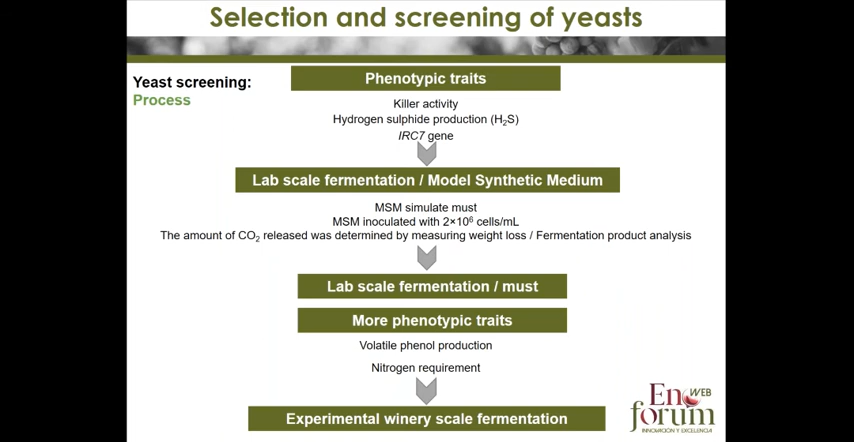 Selection and screening of yeasts
Yeast screening:
Process
Phenotypic traits
Killer activity
Hydrogen sulphide production (H₂S)
IRC7 gene
Lab scale fermentation / Model Synthetic Medium
MSM simulate must
MSM inoculated with 2×10⁶ cells/mL
The amount of CO₂ released was determined by measuring weight loss / Fermentation product analysis
Lab scale fermentation / must
More phenotypic traits
Volatile phenol production
Nitrogen requirement
Experimental winery scale fermentation
Eno WEB
forum
INNOVACIÓN Y EXCELENCIA